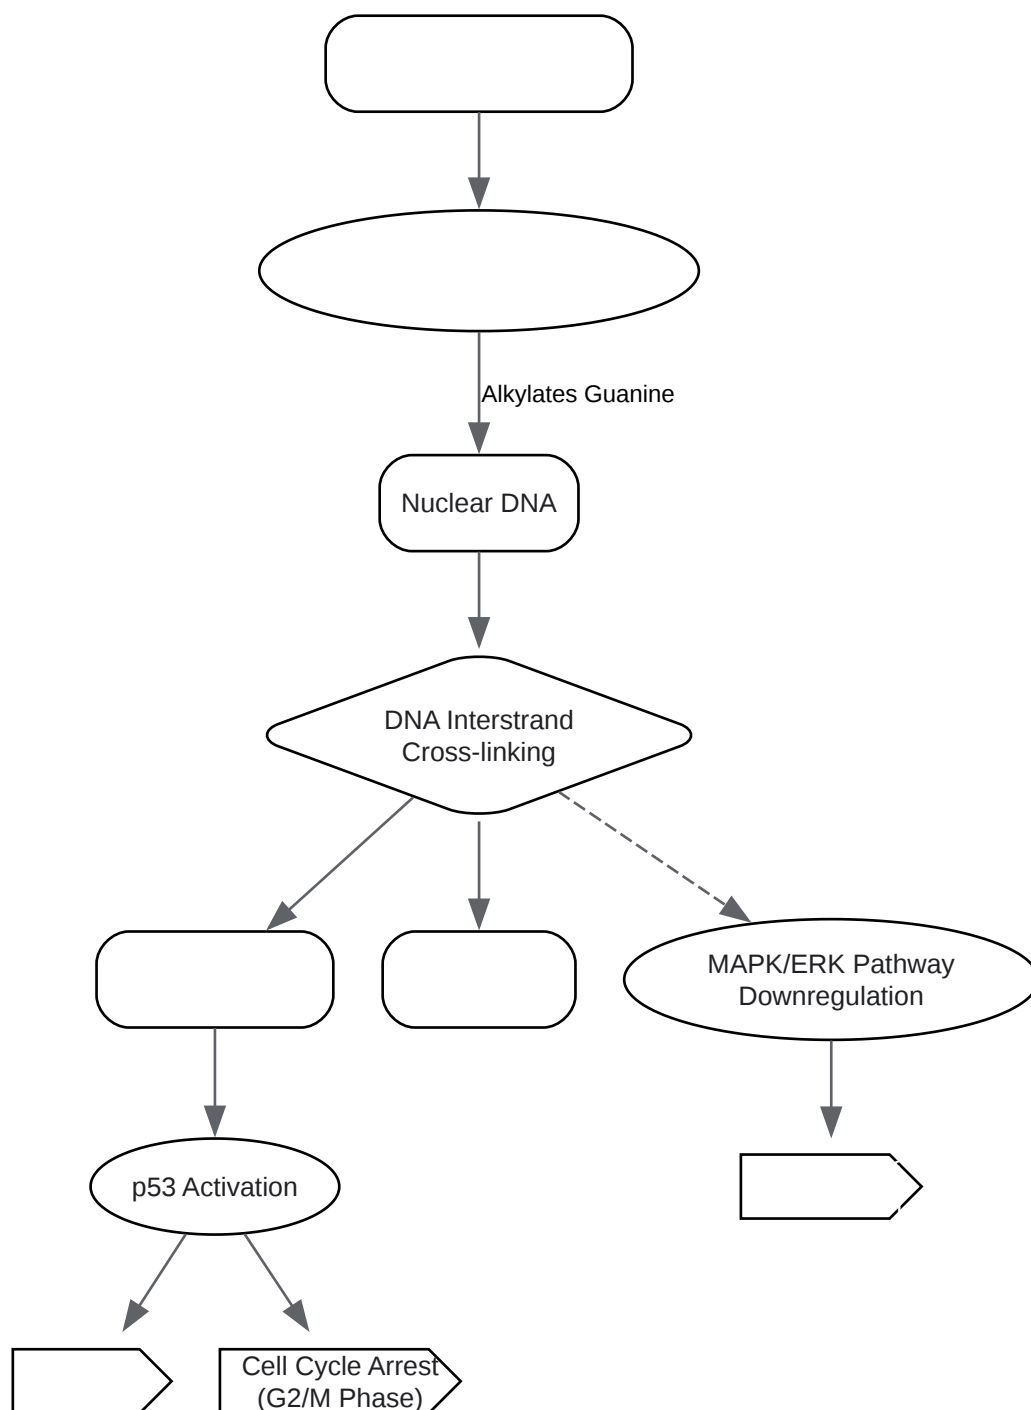 Alkylates Guanine
Nuclear DNA
DNA Interstrand
Cross-linking
MAPK/ERK Pathway
Downregulation
p53 Activation
Cell Cycle Arrest
(G2/M Phase)